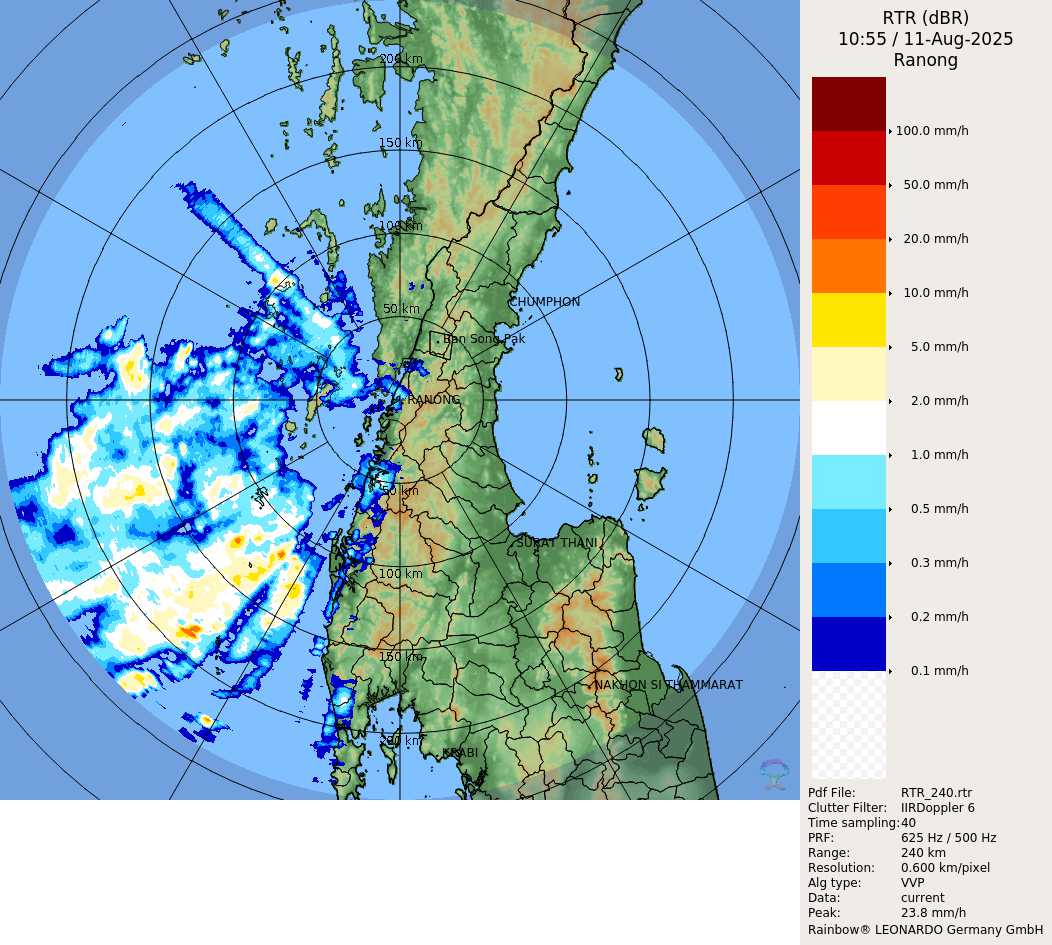 RTR (dBR)
10:55 / 11-Aug-2025
Ranong
200 km
150 km
100 km
50 km
CHUMPHON
Ban Song Pak
RANONG
50 km
SURAT THANI
100 km
150 km
NAKHON SI THAMMARAT
200 km
KRABI
100.0 mm/h
50.0 mm/h
20.0 mm/h
10.0 mm/h
5.0 mm/h
2.0 mm/h
1.0 mm/h
0.5 mm/h
0.3 mm/h
0.2 mm/h
0.1 mm/h
Pdf File: RTR_240.rtr
Clutter Filter: IIRDoppler 6
Time sampling: 40
PRF: 625 Hz / 500 Hz
Range: 240 km
Resolution: 0.600 km/pixel
Alg type: VVP
Data: current
Peak: 23.8 mm/h
Rainbow® LEONARDO Germany GmbH